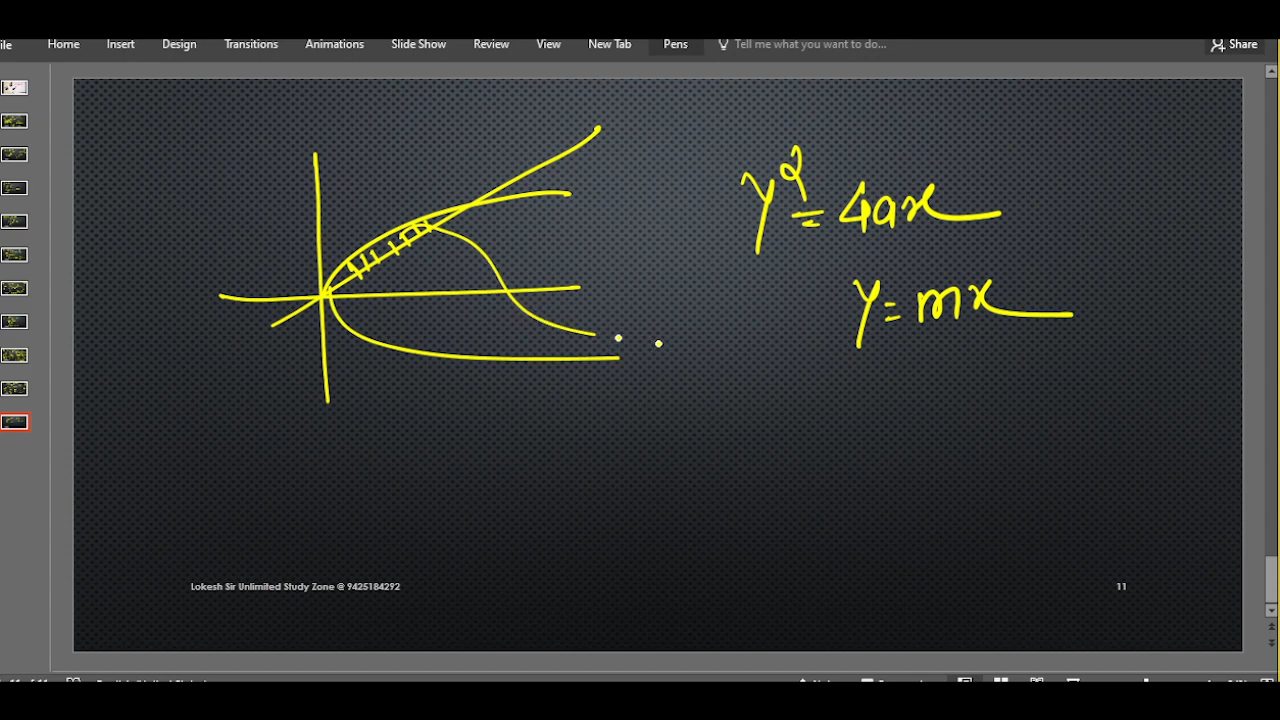 ile Home Insert Design Transitions Animations Slide Show Review View New Tab Pens Tell me what you want to do... Share
y² = 4ax
y = mx
Lokesh Sir Unlimited Study Zone @ 9425184292 11